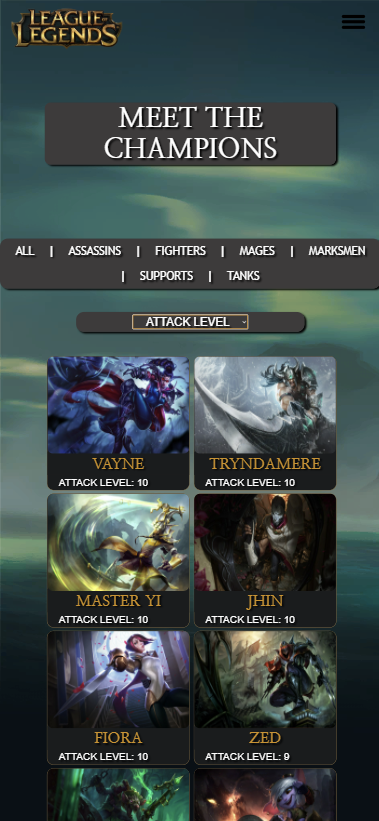 LEAGUE OF
LEGENDS
MEET THE
CHAMPIONS
ALL | ASSASSINS | FIGHTERS | MAGES | MARKSMEN
| SUPPORTS | TANKS
ATTACK LEVEL
VAYNE TRYNDAMERE
ATTACK LEVEL: 10 ATTACK LEVEL: 10
MASTER YI JHIN
ATTACK LEVEL: 10 ATTACK LEVEL: 10
FIORA ZED
ATTACK LEVEL: 10 ATTACK LEVEL: 9